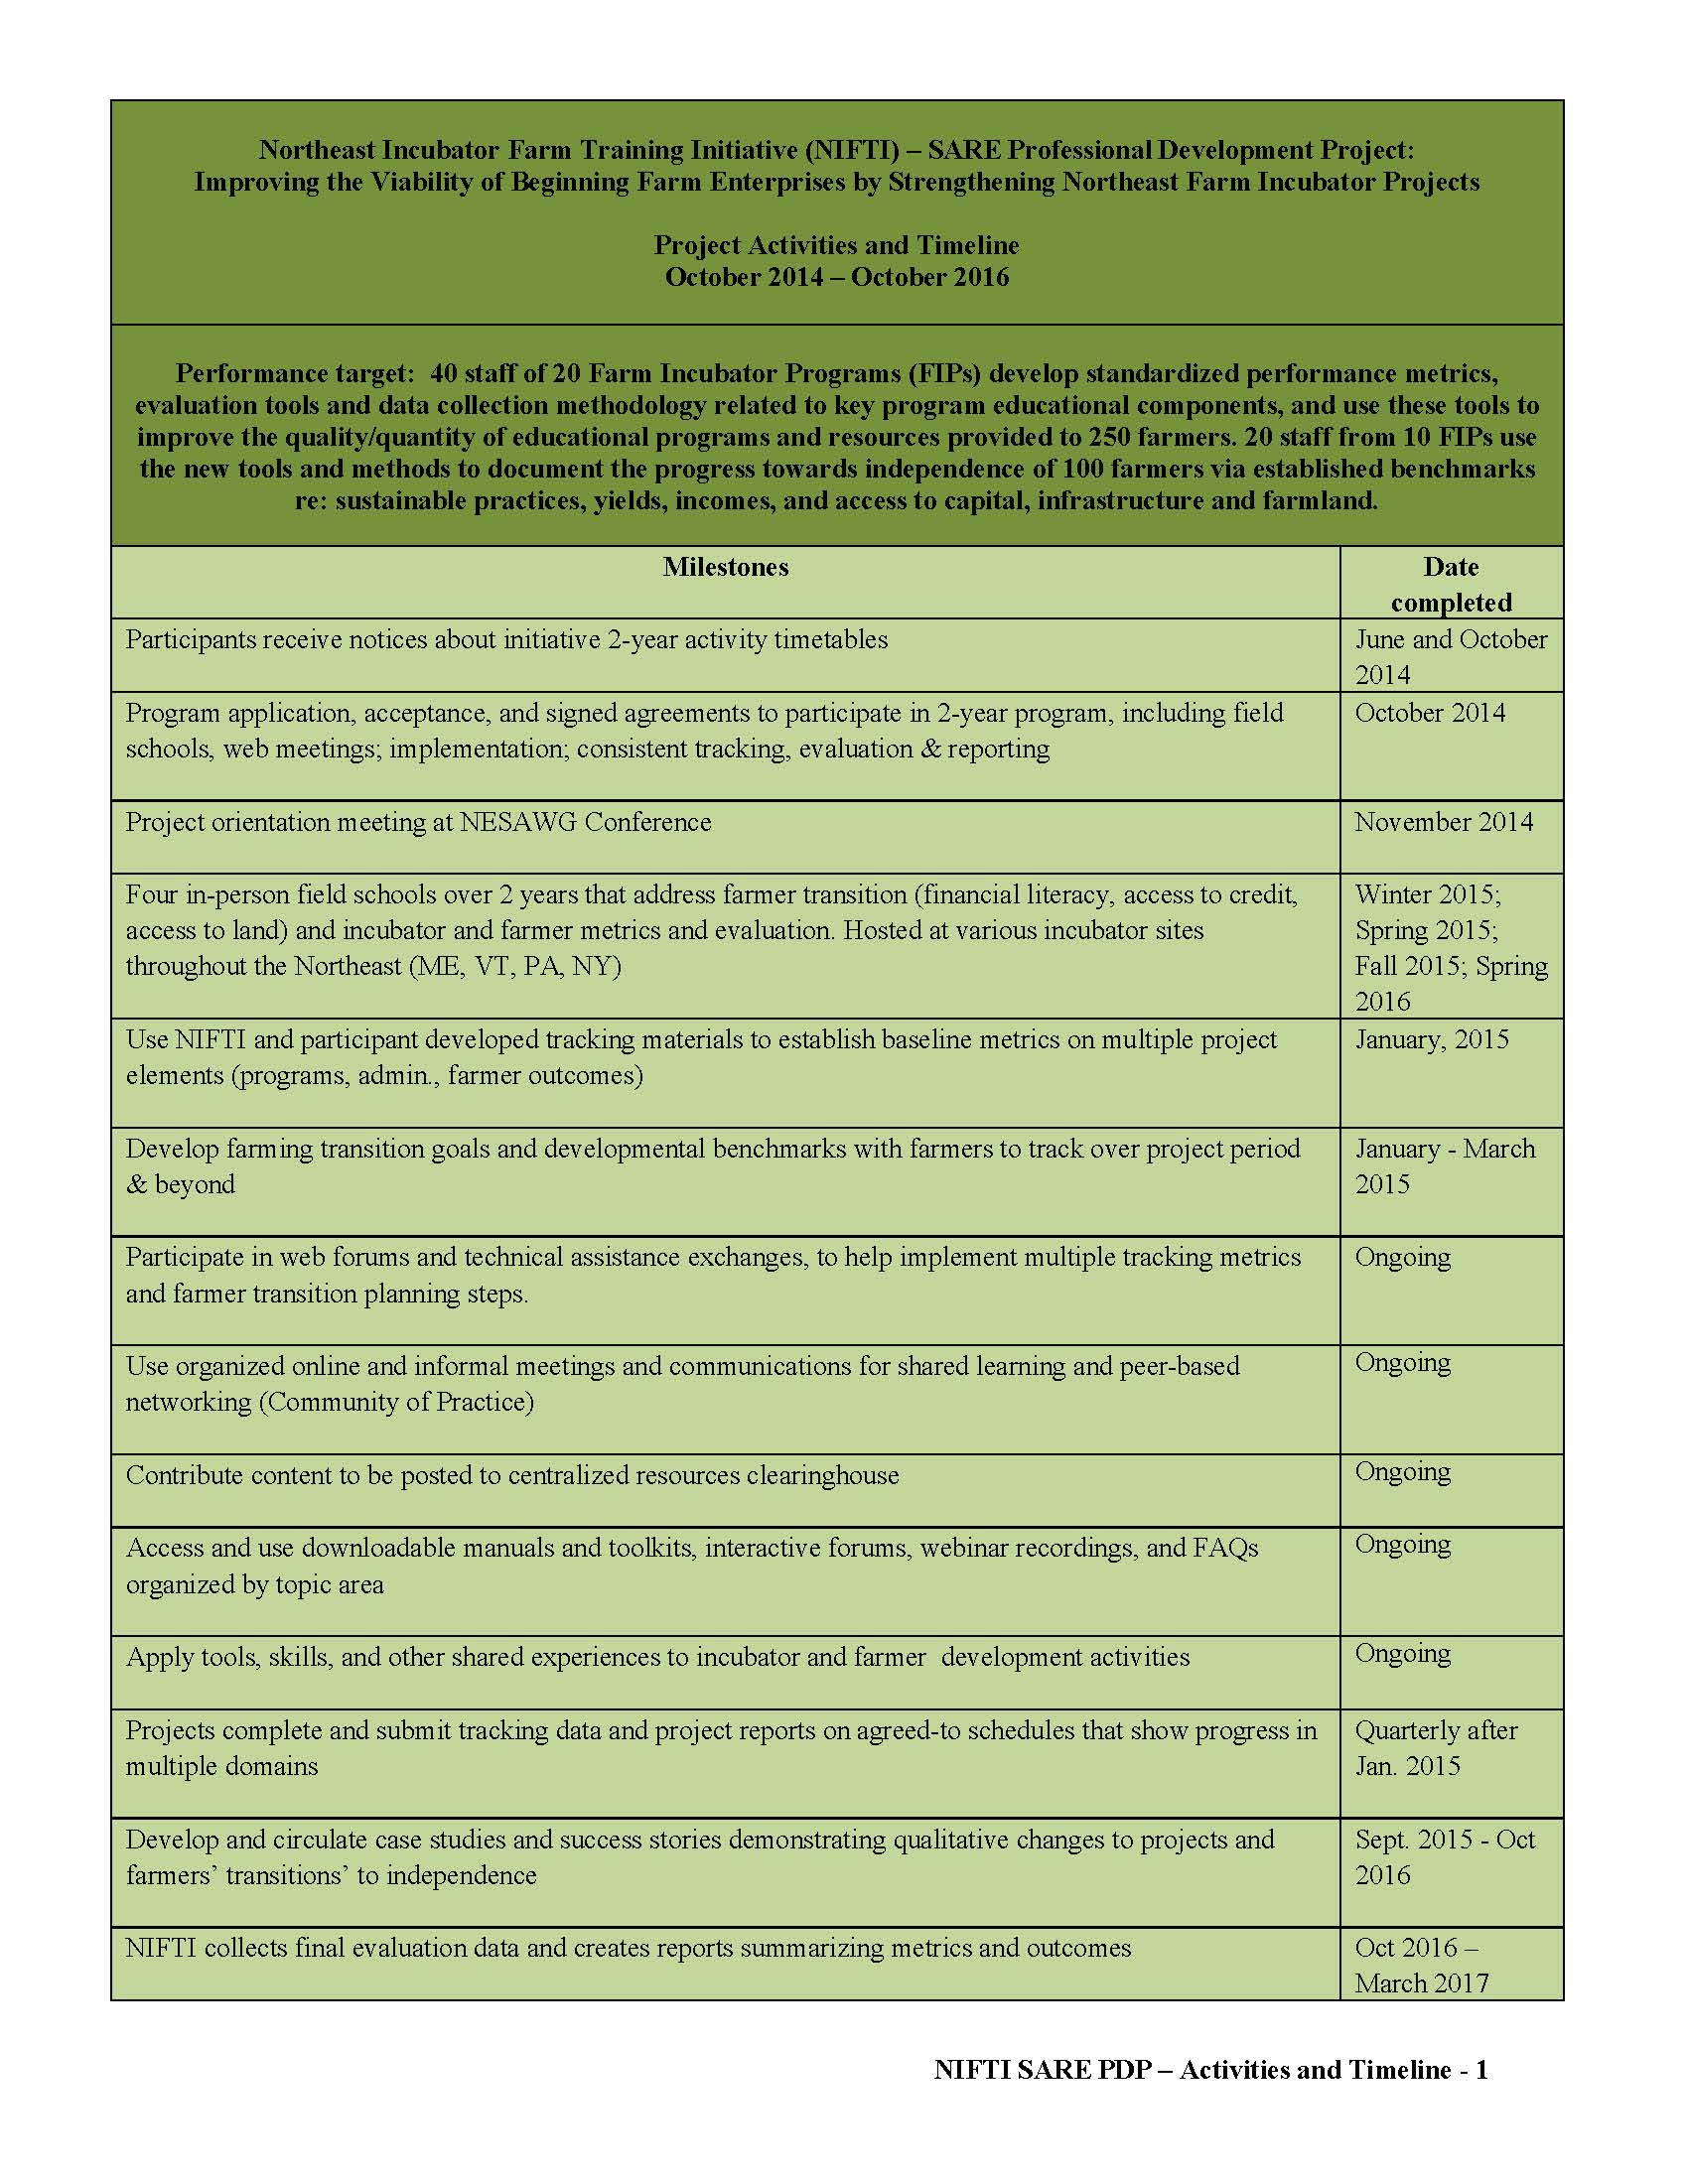 Northeast Incubator Farm Training Initiative (NIFTI) – SARE Professional Development Project:
Improving the Viability of Beginning Farm Enterprises by Strengthening Northeast Farm Incubator Projects
Project Activities and Timeline
October 2014 – October 2016
Performance target:  40 staff of 20 Farm Incubator Programs (FIPs) develop standardized performance metrics,
evaluation tools and data collection methodology related to key program educational components, and use these tools to
improve the quality/quantity of educational programs and resources provided to 250 farmers. 20 staff from 10 FIPs use
the new tools and methods to document the progress towards independence of 100 farmers via established benchmarks
re: sustainable practices, yields, incomes, and access to capital, infrastructure and farmland.
Milestones
Date
completed
Participants receive notices about initiative 2-year activity timetables
June and October
2014
Program application, acceptance, and signed agreements to participate in 2-year program, including field
schools, web meetings; implementation; consistent tracking, evaluation & reporting
October 2014
Project orientation meeting at NESAWG Conference
November 2014
Four in-person field schools over 2 years that address farmer transition (financial literacy, access to credit,
access to land) and incubator and farmer metrics and evaluation. Hosted at various incubator sites
throughout the Northeast (ME, VT, PA, NY)
Winter 2015;
Spring 2015;
Fall 2015; Spring
2016
Use NIFTI and participant developed tracking materials to establish baseline metrics on multiple project
elements (programs, admin., farmer outcomes)
January, 2015
Develop farming transition goals and developmental benchmarks with farmers to track over project period
& beyond
January - March
2015
Participate in web forums and technical assistance exchanges, to help implement multiple tracking metrics
and farmer transition planning steps.
Ongoing
Use organized online and informal meetings and communications for shared learning and peer-based
networking (Community of Practice)
Ongoing
Contribute content to be posted to centralized resources clearinghouse
Ongoing
Access and use downloadable manuals and toolkits, interactive forums, webinar recordings, and FAQs
organized by topic area
Ongoing
Apply tools, skills, and other shared experiences to incubator and farmer  development activities
Ongoing
Projects complete and submit tracking data and project reports on agreed-to schedules that show progress in
multiple domains
Quarterly after
Jan. 2015
Develop and circulate case studies and success stories demonstrating qualitative changes to projects and
farmers’ transitions’ to independence
Sept. 2015 - Oct
2016
NIFTI collects final evaluation data and creates reports summarizing metrics and outcomes
Oct 2016 –
March 2017
NIFTI SARE PDP – Activities and Timeline - 1